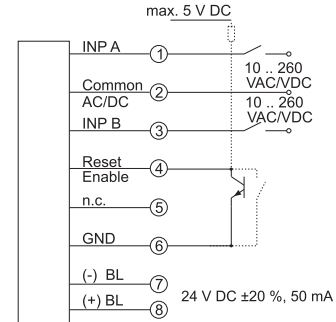 max. 5 V DC
INP A
1
10 .. 260
VAC/VDC
Common
AC/DC
2
10 .. 260
VAC/VDC
INP B
3
Reset
Enable
4
n.c.
5
GND
6
(-) BL
7
24 V DC ±20 %, 50 mA
(+) BL
8